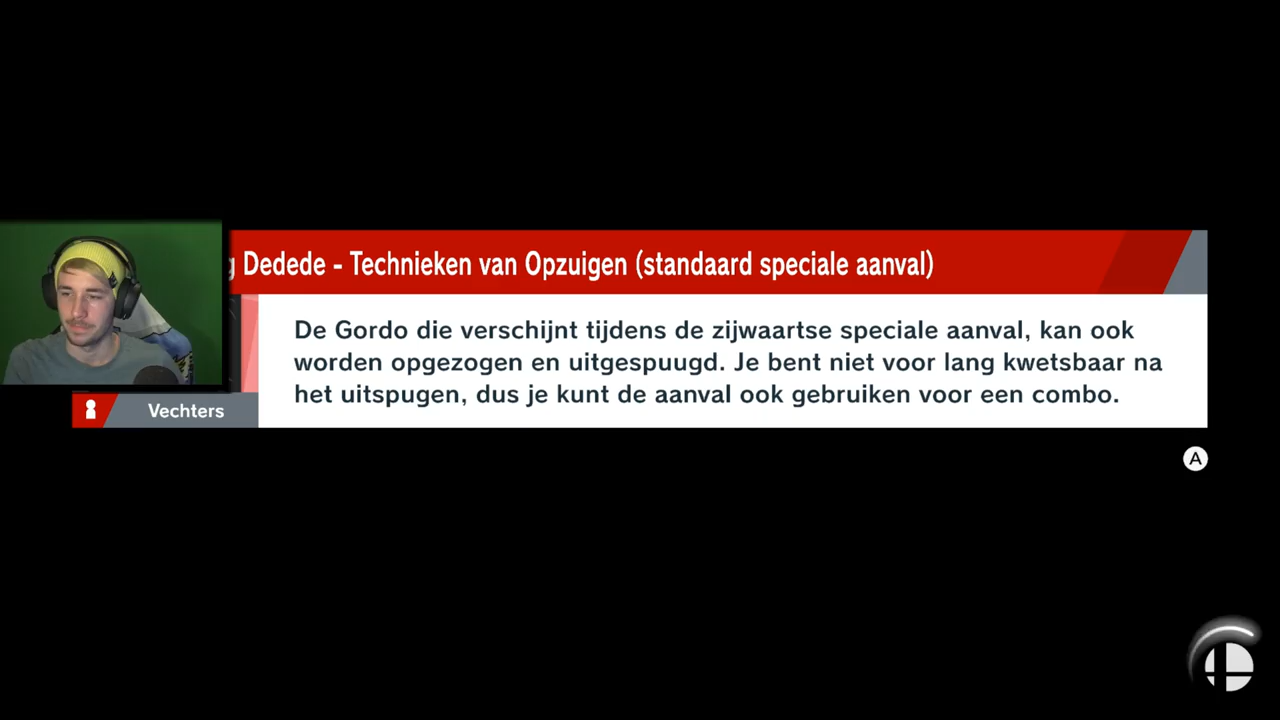 Dedede - Technieken van Opzuigen (standaard speciale aanval)
De Gordo die verschijnt tijdens de zijwaartse speciale aanval, kan ook
worden opgezogen en uitgespuugd. Je bent niet voor lang kwetsbaar na
het uitspugen, dus je kunt de aanval ook gebruiken voor een combo.
Vechters
A